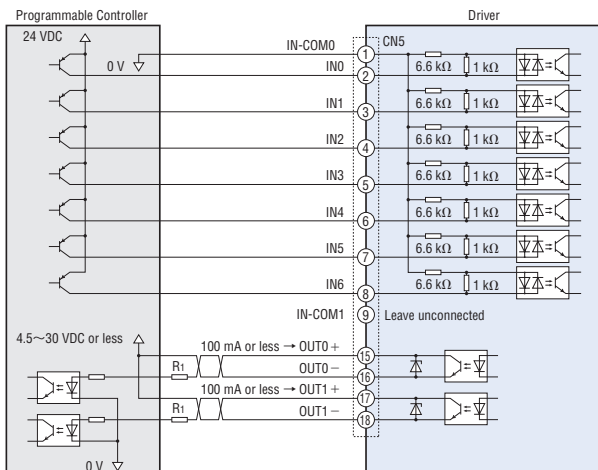 Programmable Controller
Driver
24 VDC
0 V
IN-COM0
1
CN5
6.6 kΩ
1 kΩ
IN0
2
6.6 kΩ
1 kΩ
IN1
3
6.6 kΩ
1 kΩ
IN2
4
6.6 kΩ
1 kΩ
IN3
5
6.6 kΩ
1 kΩ
IN4
6
6.6 kΩ
1 kΩ
IN5
7
6.6 kΩ
1 kΩ
IN6
8
IN-COM1
9
Leave unconnected
4.5~30 VDC or less
100 mA or less → OUT0+
15
R1
OUT0−
16
100 mA or less → OUT1+
17
R1
OUT1−
18
0 V